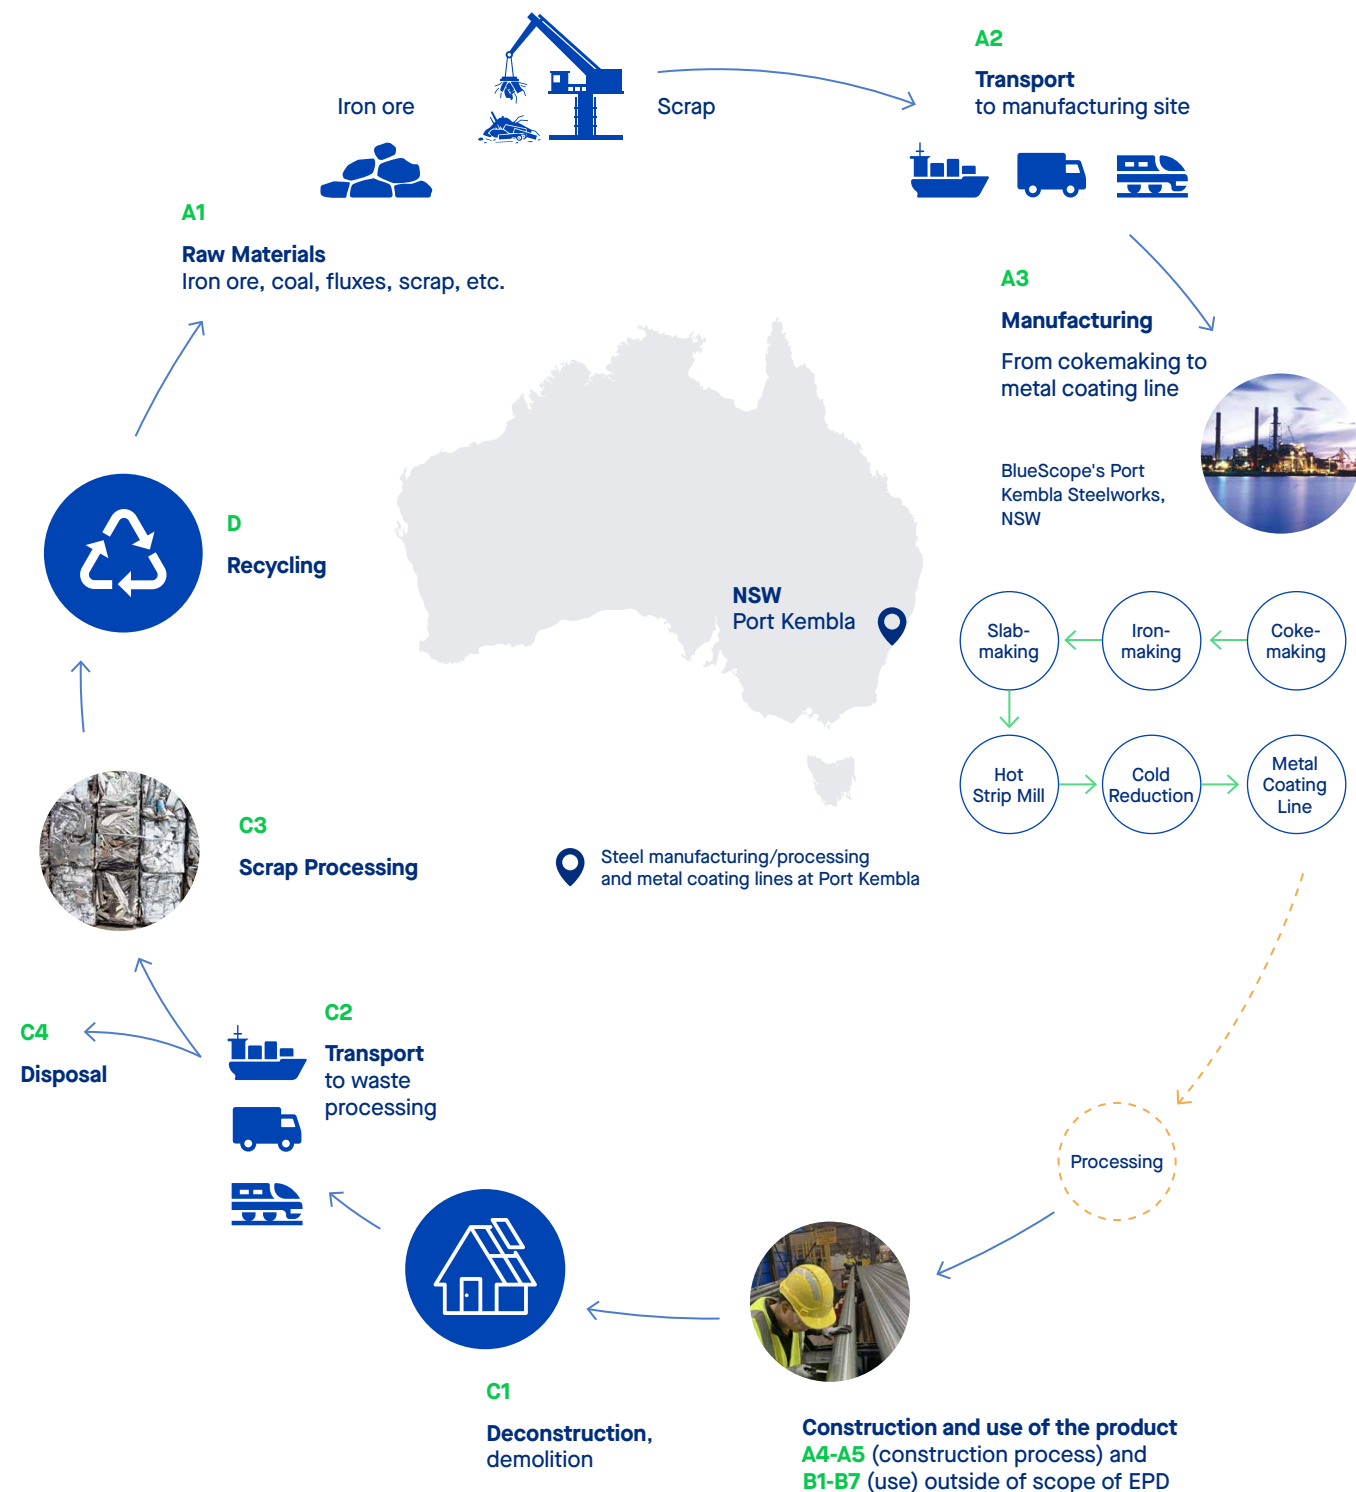 Iron ore
Scrap
A2
Transport
to manufacturing site
A1
Raw Materials
Iron ore, coal, fluxes, scrap, etc.
A3
Manufacturing
From cokemaking to
metal coating line
BlueScope's Port
Kembla Steelworks,
NSW
D
Recycling
NSW
Port Kembla
Slab-
making
Iron-
making
Coke-
making
Hot
Strip Mill
Cold
Reduction
Metal
Coating
Line
C3
Scrap Processing
Steel manufacturing/processing
and metal coating lines at Port Kembla
C2
Transport
to waste
processing
C4
Disposal
Processing
C1
Deconstruction,
demolition
Construction and use of the product
A4-A5 (construction process) and
B1-B7 (use) outside of scope of EPD